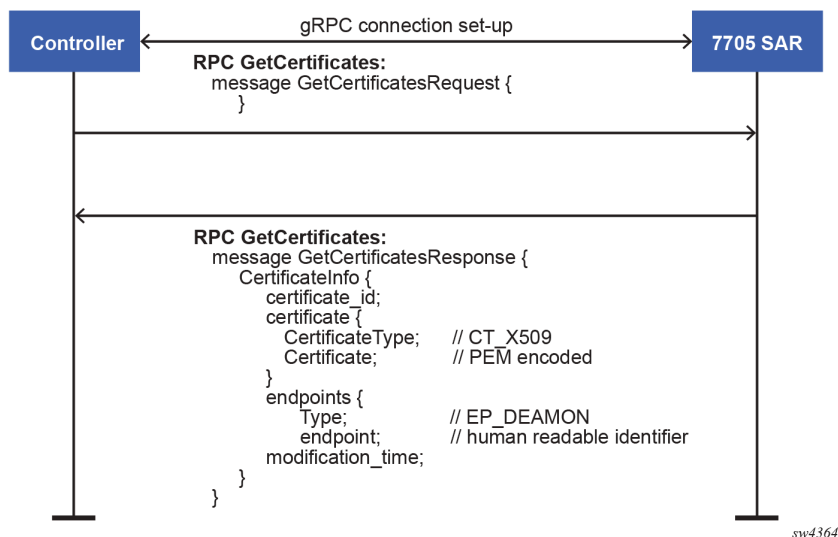 gRPC connection set-up
Controller
7705 SAR
RPC GetCertificates:
message GetCertificatesRequest {
}
RPC GetCertificates:
message GetCertificatesResponse {
CertificateInfo {
certificate_id;
certificate {
CertificateType; // CT_X509
Certificate; // PEM encoded
}
endpoints {
Type; // EP_DEAMON
endpoint; // human readable identifier
modification_time;
}
}
sw4364